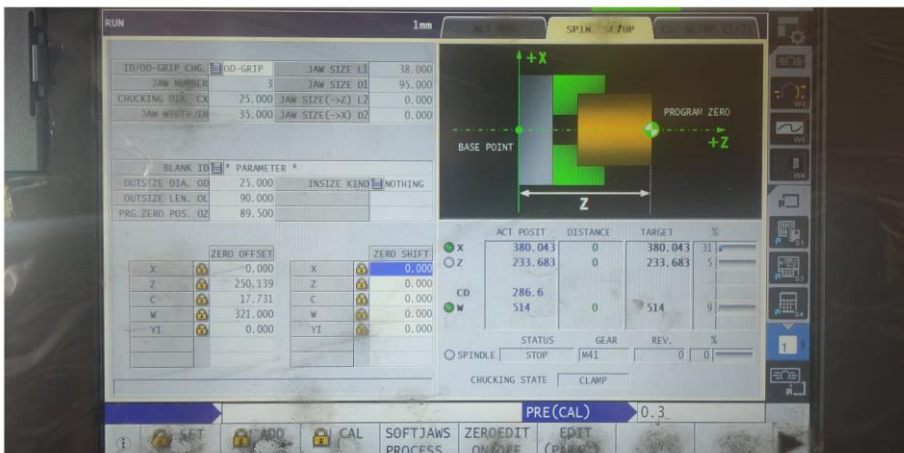 RUN
1mm
SPIN. SETUP
ID/OD-GRIP CHG. OD-GRIP JAW SIZE L1 38.000
JAW NUMBER 3 JAW SIZE D1 95.000
CHUCKING DIA. CX 25.000 JAW SIZE(->Z) L2 0.000
JAW WIDTH 35.000 JAW SIZE(->X) D2 0.000
BLANK ID * PARAMETER *
OUTSIZE DIA. OD 25.000 INSIZE KIND NOTHING
OUTSIZE LEN. OL 90.000
PRG.ZERO POS. OZ 89.500
ZERO OFFSET ZERO SHIFT
X 0.000 X 0.000
Z 250.139 Z 0.000
C 17.731 C 0.000
W 321.000 W 0.000
YI 0.000 YI 0.000
+X
PROGRAM ZERO
BASE POINT
+Z
Z
ACT POSIT DISTANCE TARGET %
X 380.043 0 380.043 31
Z 233.683 0 233.683 5
CD 286.6
W 514 0 514 9
STATUS GEAR REV. %
SPINDLE STOP M41 0 0
CHUCKING STATE CLAMP
PRE(CAL) 0.3
SET ADD CAL SOFTJAWS PROCESS ZEROEDIT ON/OFF EDIT
1